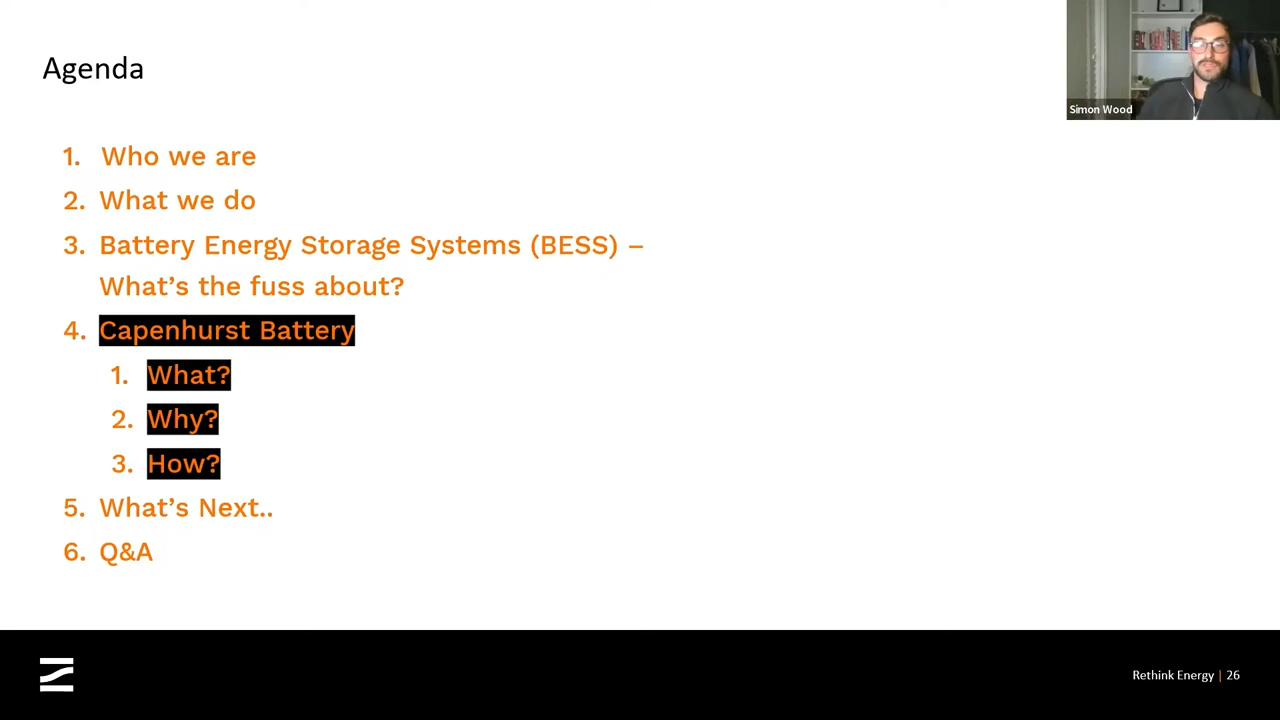 Agenda
Simon Wood
1. Who we are
2. What we do
3. Battery Energy Storage Systems (BESS) –
What’s the fuss about?
4. Capenhurst Battery
1. What?
2. Why?
3. How?
5. What’s Next..
6. Q&A
Rethink Energy | 26